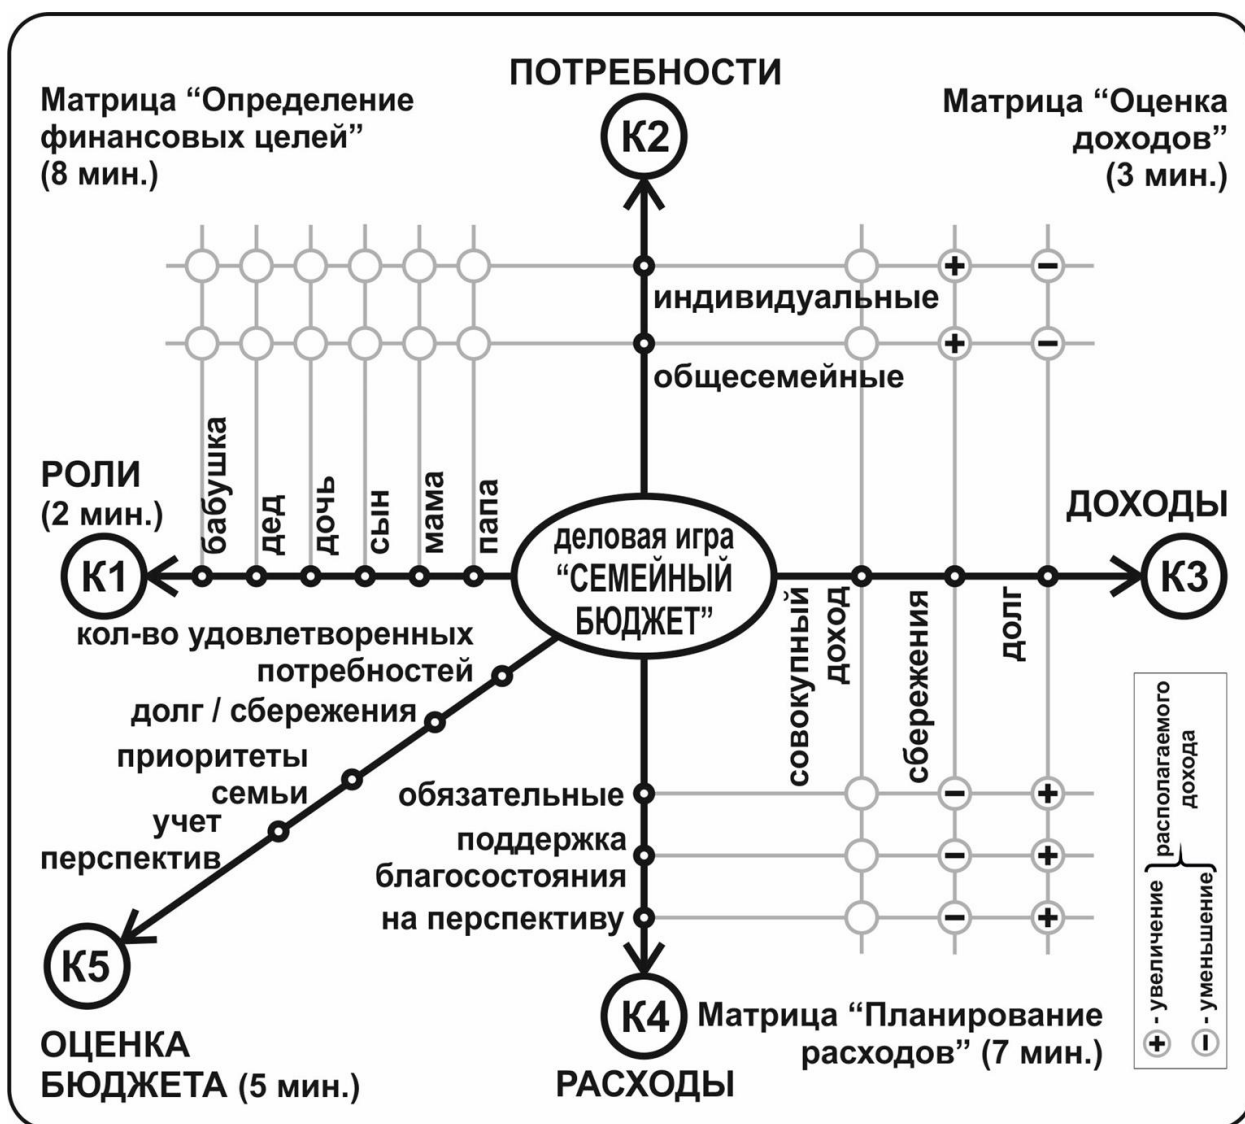 Матрица “Определение
финансовых целей”
(8 мин.)
ПОТРЕБНОСТИ
К2
Матрица “Оценка
доходов”
(3 мин.)
+
−
индивидуальные
+
−
общесемейные
РОЛИ
(2 мин.)
К1
бабушка
дед
дочь
сын
мама
папа
деловая игра
“СЕМЕЙНЫЙ
БЮДЖЕТ”
ДОХОДЫ
К3
совокупный
доход
сбережения
долг
кол-во удовлетворенных
потребностей
долг / сбережения
приоритеты
семьи
учет
перспектив
К5
ОЦЕНКА
БЮДЖЕТА (5 мин.)
обязательные
−
+
поддержка
благосостояния
−
+
на перспективу
−
+
К4
РАСХОДЫ
Матрица “Планирование
расходов” (7 мин.)
+ - увеличение
− - уменьшение
располагаемого
дохода